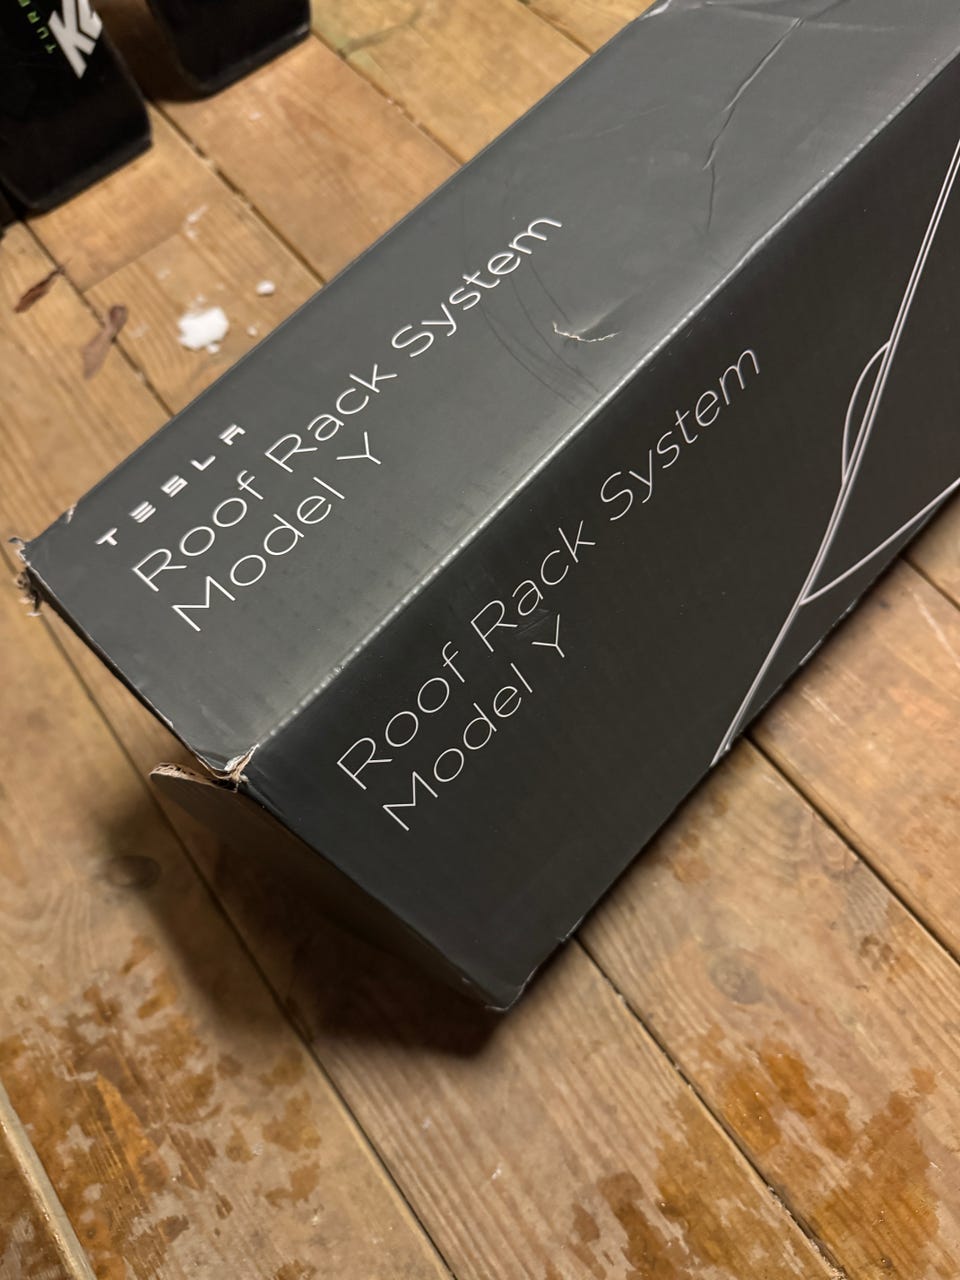 TESLA
Roof Rack System
Model Y
Roof Rack System
Model Y